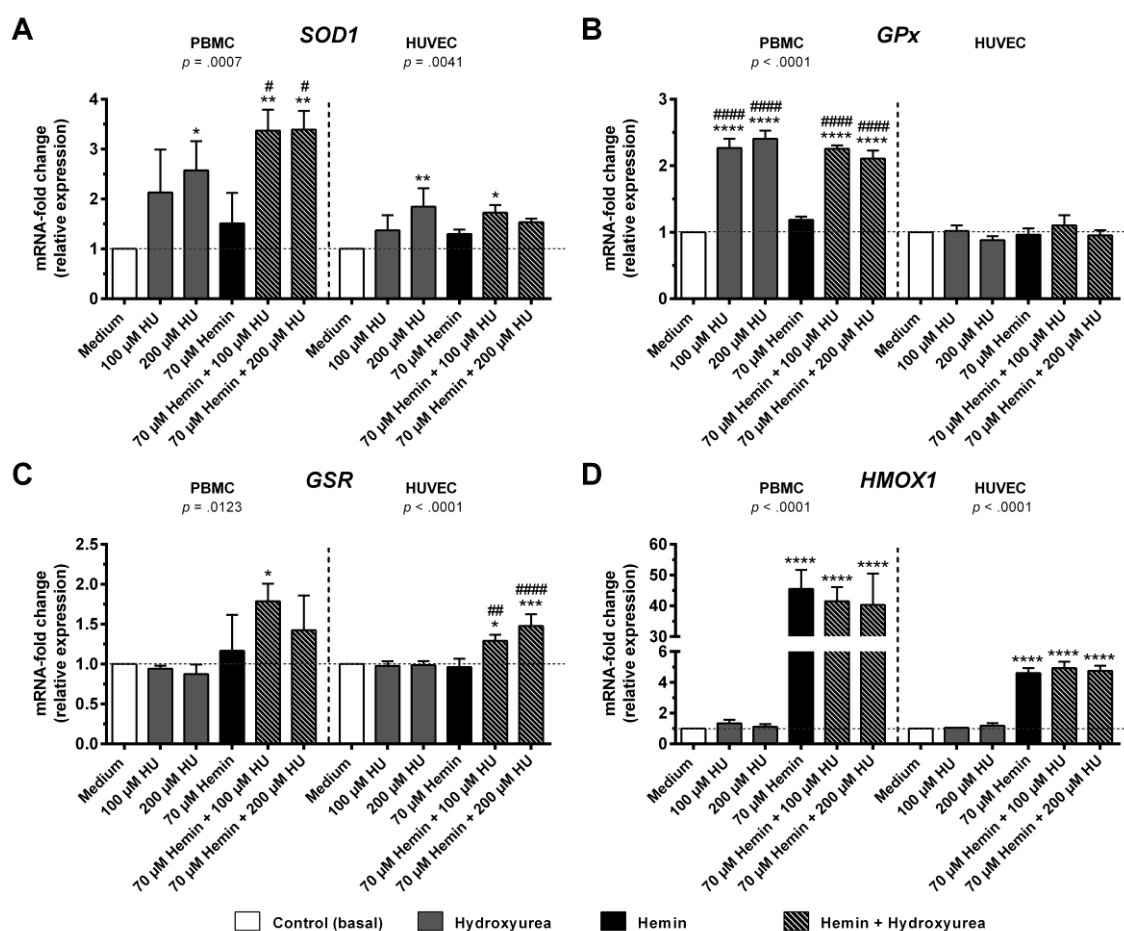 A
SOD1
PBMC
p = .0007
HUVEC
p = .0041
mRNA-fold change
(relative expression)
4
3
2
1
0
*
#
**
#
**
**
*
Medium
100 µM HU
200 µM HU
70 µM Hemin
70 µM Hemin + 100 µM HU
70 µM Hemin + 200 µM HU
Medium
100 µM HU
200 µM HU
70 µM Hemin
70 µM Hemin + 100 µM HU
70 µM Hemin + 200 µM HU
B
GPx
PBMC
p < .0001
HUVEC
mRNA-fold change
(relative expression)
3
2
1
0
####
****
####
****
####
****
####
****
Medium
100 µM HU
200 µM HU
70 µM Hemin
70 µM Hemin + 100 µM HU
70 µM Hemin + 200 µM HU
Medium
100 µM HU
200 µM HU
70 µM Hemin
70 µM Hemin + 100 µM HU
70 µM Hemin + 200 µM HU
C
GSR
PBMC
p = .0123
HUVEC
p < .0001
mRNA-fold change
(relative expression)
2.5
2.0
1.5
1.0
0.5
0.0
*
##
*
####
***
Medium
100 µM HU
200 µM HU
70 µM Hemin
70 µM Hemin + 100 µM HU
70 µM Hemin + 200 µM HU
Medium
100 µM HU
200 µM HU
70 µM Hemin
70 µM Hemin + 100 µM HU
70 µM Hemin + 200 µM HU
D
HMOX1
PBMC
p < .0001
HUVEC
p < .0001
mRNA-fold change
(relative expression)
60
50
40
30
6
4
2
1
0
****
****
****
****
****
****
Medium
100 µM HU
200 µM HU
70 µM Hemin
70 µM Hemin + 100 µM HU
70 µM Hemin + 200 µM HU
Medium
100 µM HU
200 µM HU
70 µM Hemin
70 µM Hemin + 100 µM HU
70 µM Hemin + 200 µM HU
Control (basal)
Hydroxyurea
Hemin
Hemin + Hydroxyurea